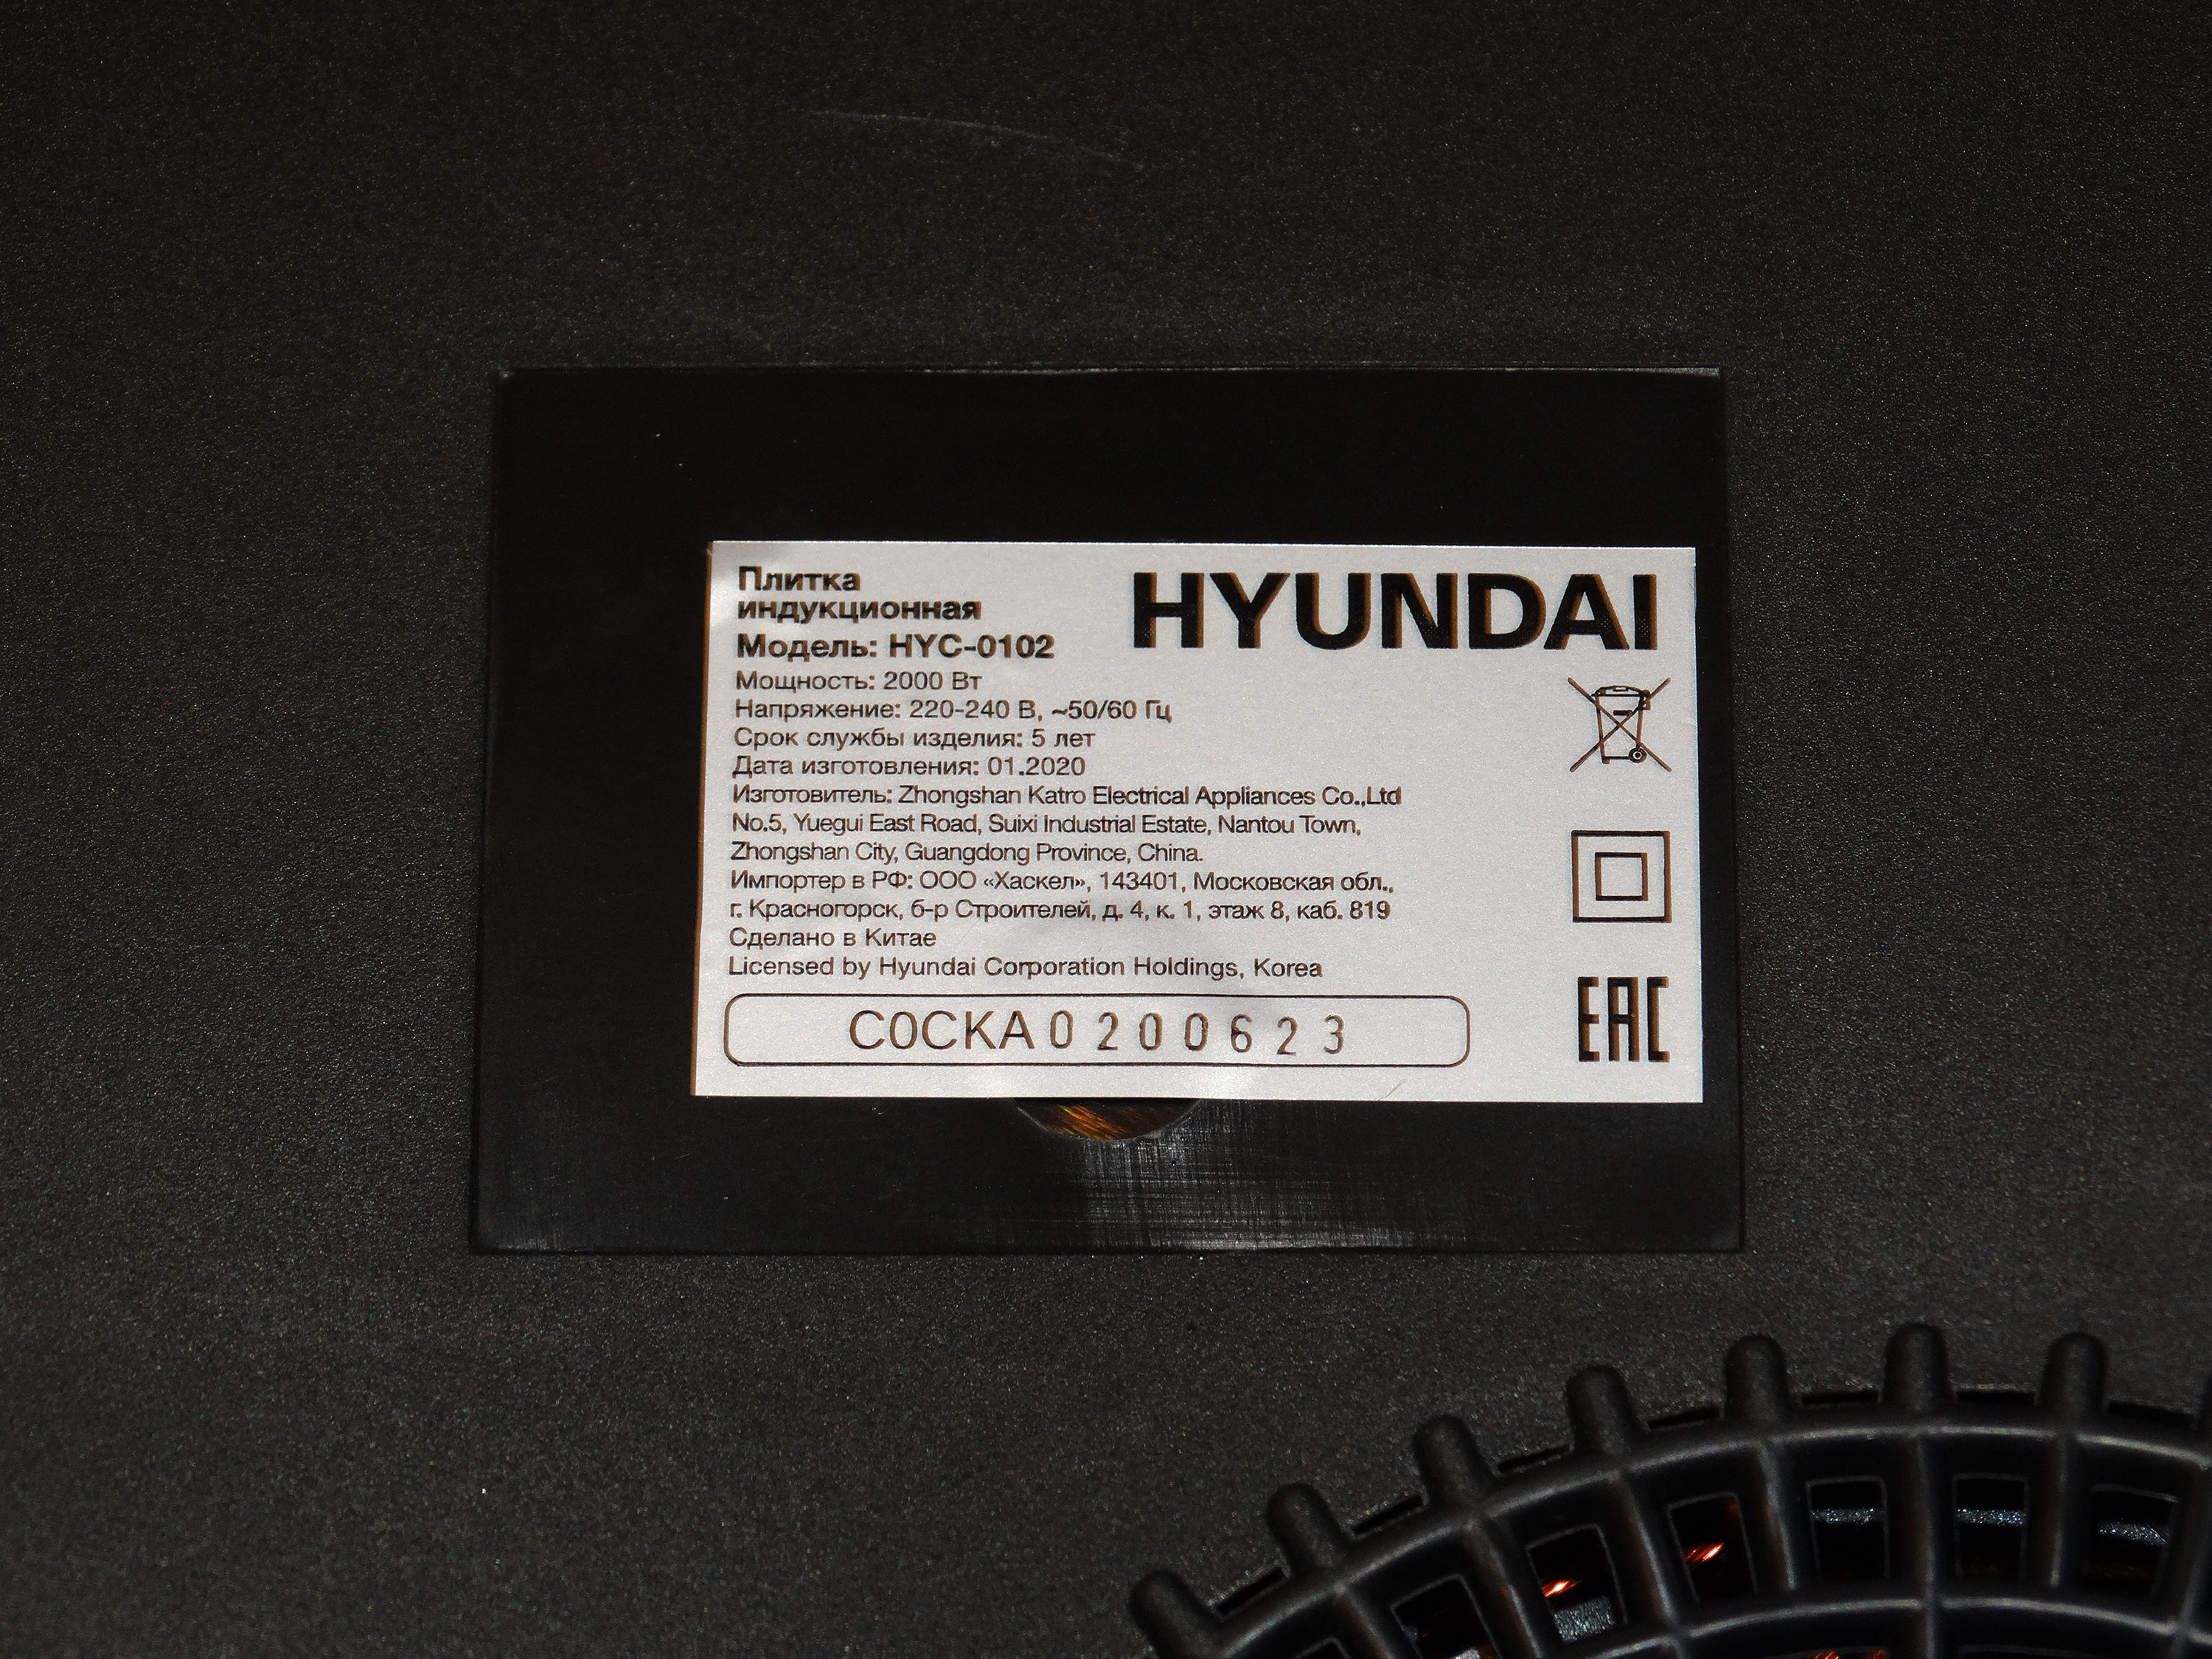 Плитка
индукционная
HYUNDAI
Модель: HYC-0102
Мощность: 2000 Вт
Напряжение: 220-240 В, ~50/60 Гц
Срок службы изделия: 5 лет
Дата изготовления: 01.2020
Изготовитель: Zhongshan Katro Electrical Appliances Co.,Ltd
No.5, Yuegui East Road, Suixi Industrial Estate, Nantou Town,
Zhongshan City, Guangdong Province, China.
Импортер в РФ: ООО «Хаскел», 143401, Московская обл.,
г. Красногорск, б-р Строителей, д. 4, к. 1, этаж 8, каб. 819
Сделано в Китае
Licensed by Hyundai Corporation Holdings, Korea
C0CKA0200623
EAC